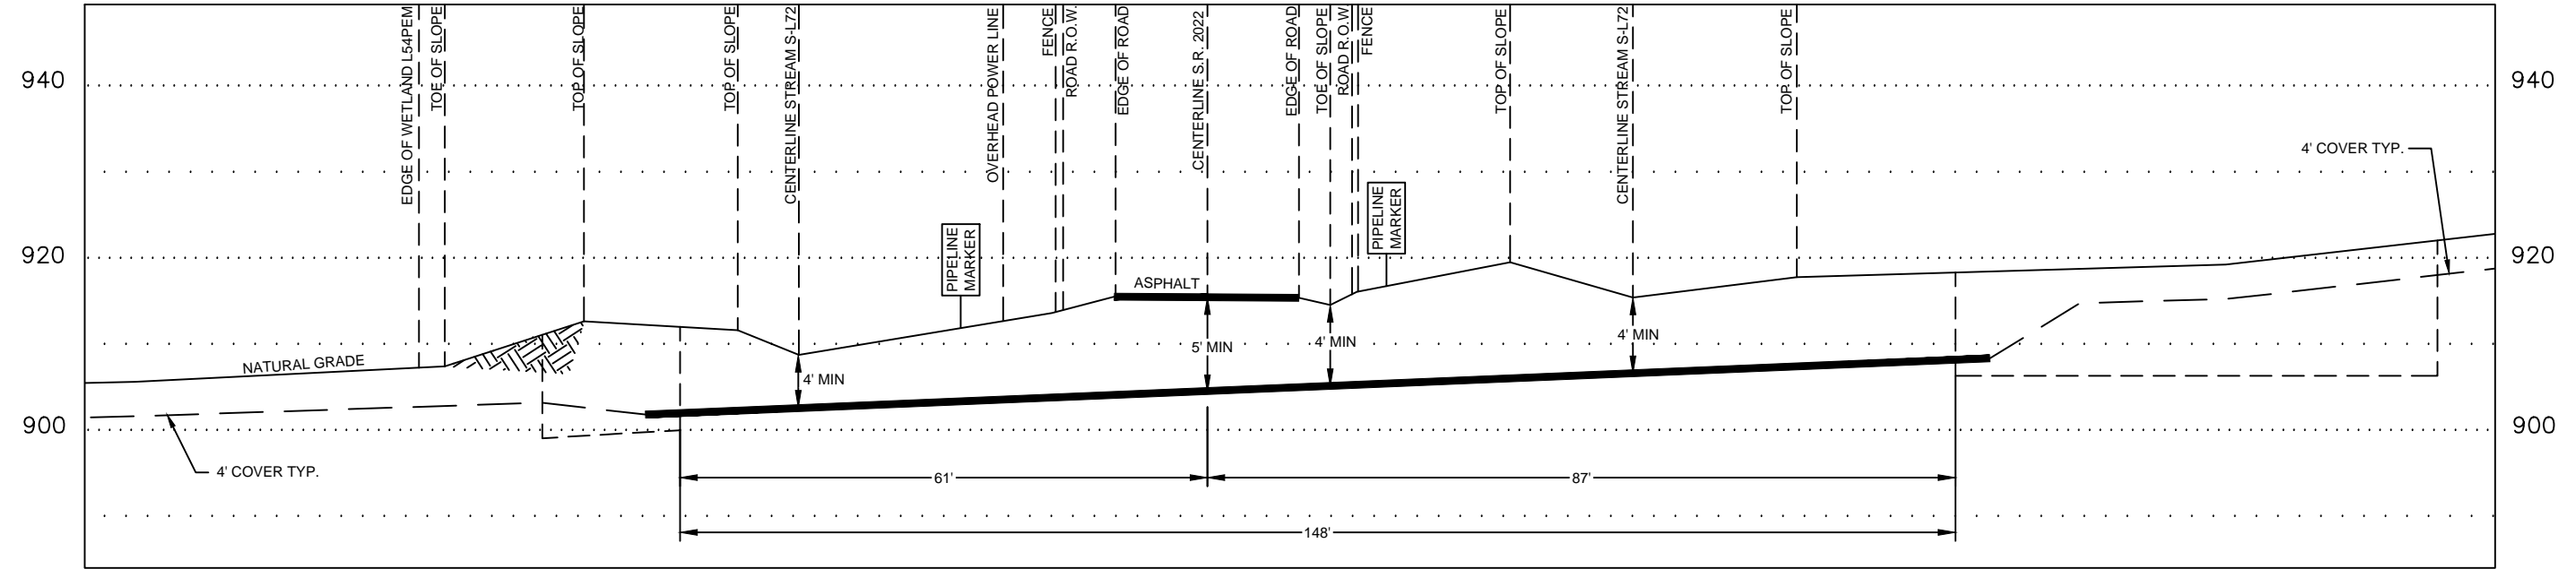 EDGE OF WETLAND L54PEM
TOE OF SLOPE
TOP OF SLOPE
TOP OF SLOPE
CENTERLINE STREAM S-L72
OVERHEAD POWER LINE
FENCE
ROAD R.O.W.
EDGE OF ROAD
CENTERLINE S.R. 2022
EDGE OF ROAD
TOE OF SLOPE
ROAD R.O.W.
FENCE
TOP OF SLOPE
CENTERLINE STREAM S-L72
TOP OF SLOPE
940
940
4' COVER TYP.
PIPELINE
MARKER
PIPELINE
MARKER
920
920
ASPHALT
4' MIN
4' MIN
5' MIN
NATURAL GRADE
4' MIN
900
900
4' COVER TYP.
61'
87'
148'